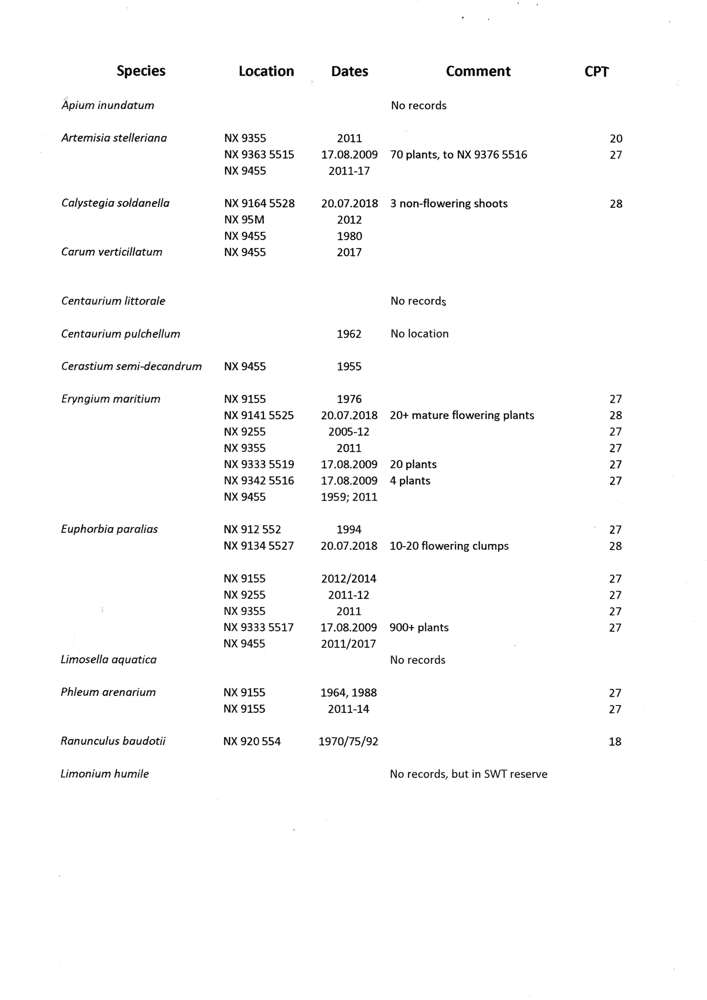 Species Location Dates Comment CPT
Apium inundatum No records
Artemisia stelleriana NX 9355 2011 20
NX 9363 5515 17.08.2009 70 plants, to NX 9376 5516 27
NX 9455 2011-17
Calystegia soldanella NX 9164 5528 20.07.2018 3 non-flowering shoots 28
NX 95M 2012
NX 9455 1980
Carum verticillatum NX 9455 2017
Centaurium littorale No records
Centaurium pulchellum 1962 No location
Cerastium semi-decandrum NX 9455 1955
Eryngium maritium NX 9155 1976 27
NX 9141 5525 20.07.2018 20+ mature flowering plants 28
NX 9255 2005-12 27
NX 9355 2011 27
NX 9333 5519 17.08.2009 20 plants 27
NX 9342 5516 17.08.2009 4 plants 27
NX 9455 1959; 2011
Euphorbia paralias NX 912 552 1994 27
NX 9134 5527 20.07.2018 10-20 flowering clumps 28
NX 9155 2012/2014 27
NX 9255 2011-12 27
NX 9355 2011 27
NX 9333 5517 17.08.2009 900+ plants 27
NX 9455 2011/2017
Limosella aquatica No records
Phleum arenarium NX 9155 1964, 1988 27
NX 9155 2011-14 27
Ranunculus baudotii NX 920 554 1970/75/92 18
Limonium humile No records, but in SWT reserve